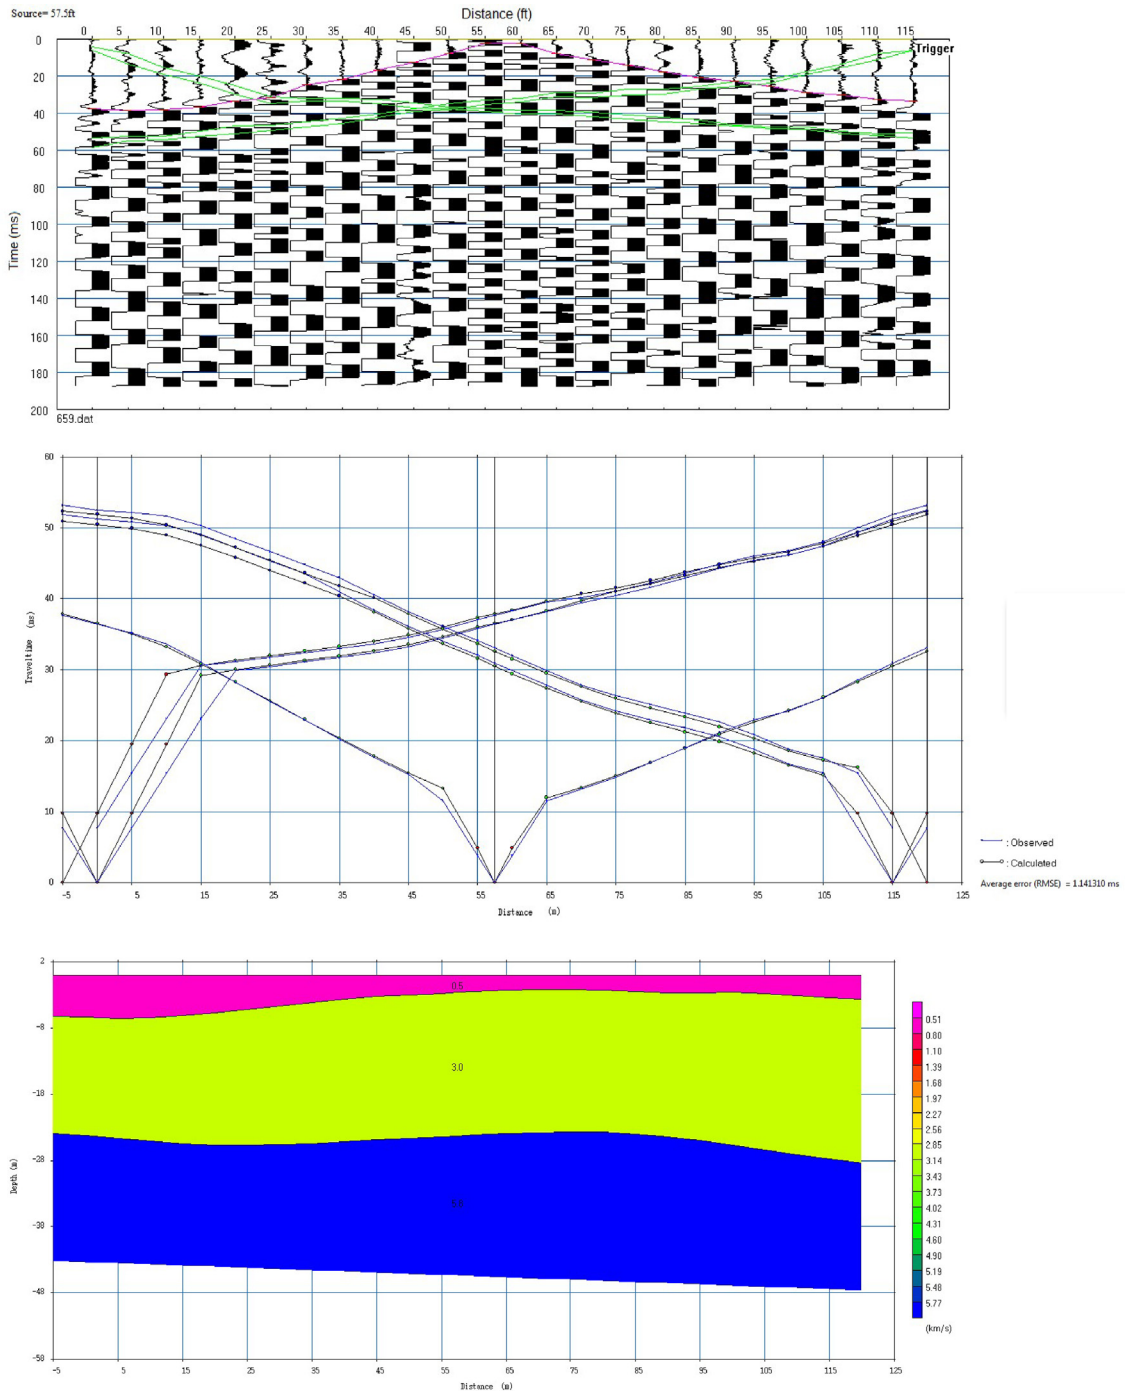 Source= 57.5ft
Distance (ft)
0 5 10 15 20 25 30 35 40 45 50 55 60 65 70 75 80 85 90 95 100 105 110 115
Trigger
Time (ms)
0
20
40
60
80
100
120
140
160
180
200
659.dat
60
50
40
30
20
10
0
Traveltime (ms)
-5 5 15 25 35 45 55 65 75 85 95 105 115 125
Distance (m)
: Observed
: Calculated
Average error (RMSE) = 1.141310 ms
2
-8
-18
-28
-38
-48
-58
Depth (m)
0.5
3.0
-5 5 15 25 35 45 55 65 75 85 95 105 115 125
Distance (m)
0.51
0.80
1.10
1.39
1.68
1.97
2.27
2.56
2.85
3.14
3.43
3.73
4.02
4.31
4.60
4.90
5.19
5.48
5.77
(km/s)